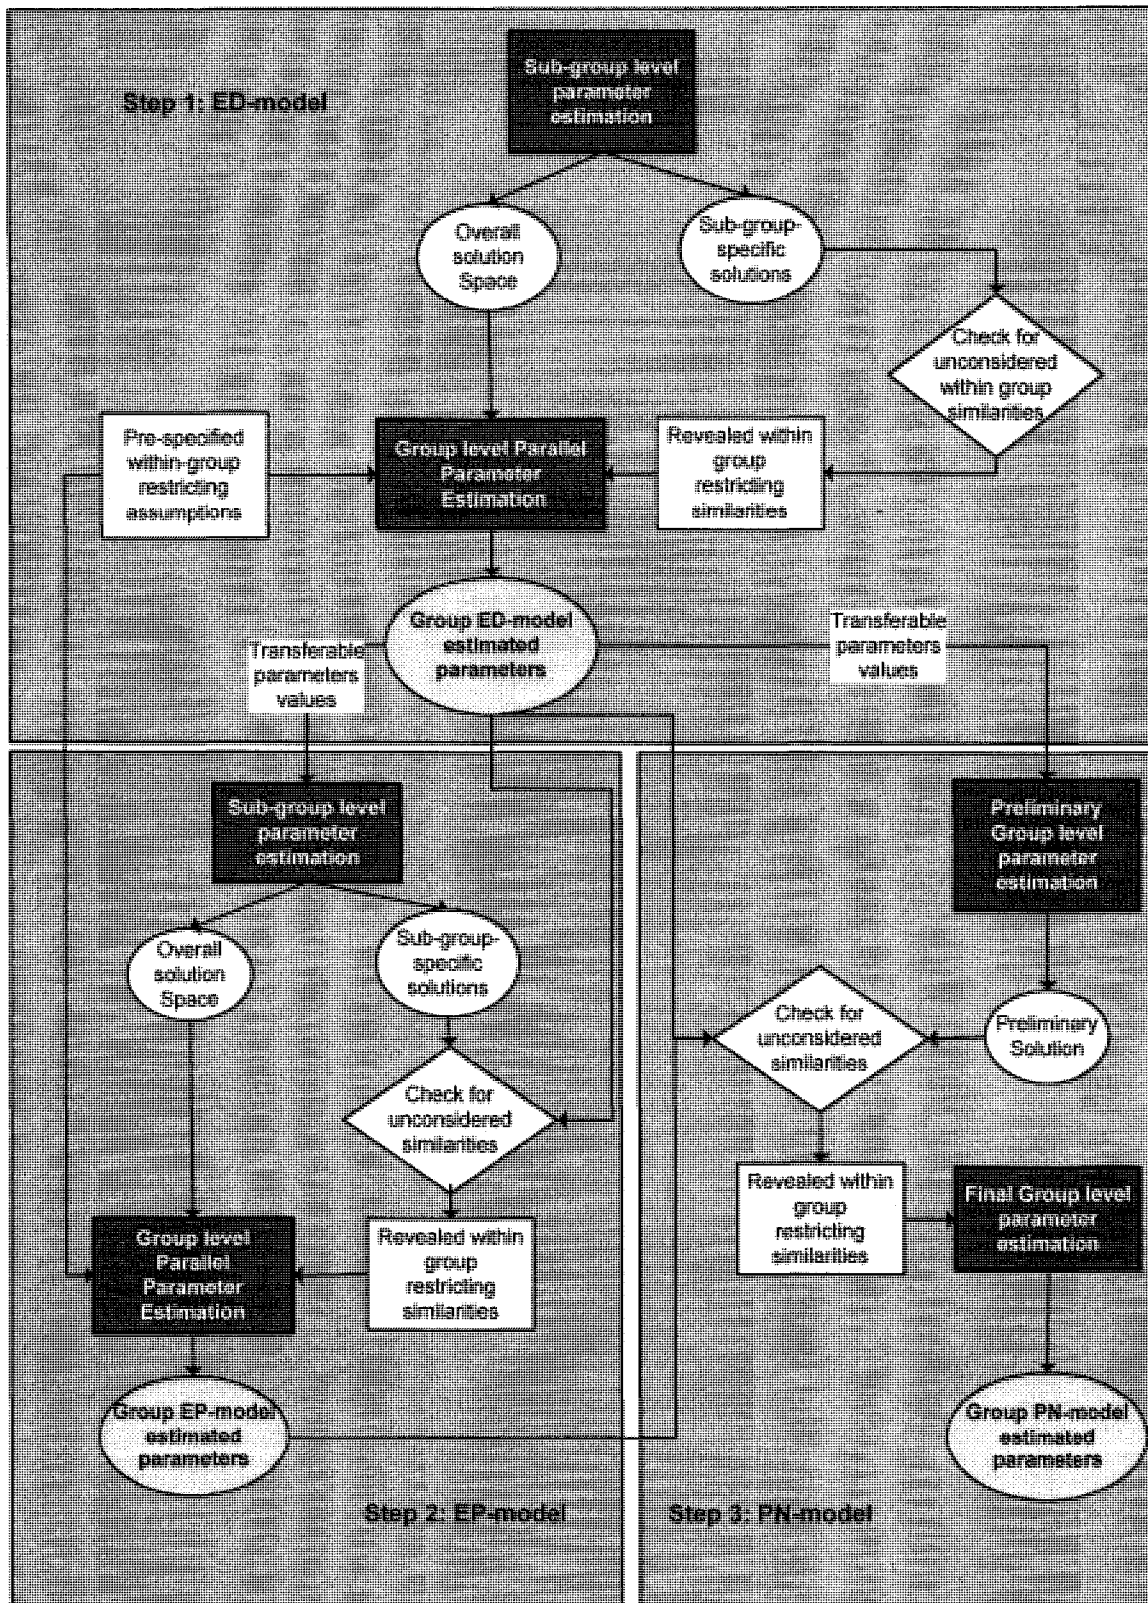 Step 1: ED-model
Sub-group level
parameter
estimation
Overall
solution
Space
Sub-group-
specific
solutions
Check for
unconsidered
within group
similarities
Pre-specified
within-group
restricting
assumptions
Group level Parallel
Parameter
Estimation
Revealed within
group
restricting
similarities
Group ED-model
estimated
parameters
Transferable
parameters
values
Transferable
parameters
values
Sub-group level
parameter
estimation
Overall
solution
Space
Sub-group-
specific
solutions
Check for
unconsidered
similarities
Group level
Parallel
Parameter
Estimation
Revealed within
group
restricting
similarities
Group EP-model
estimated
parameters
Step 2: EP-model
Preliminary
Group level
parameter
estimation
Preliminary
Solution
Check for
unconsidered
similarities
Revealed within
group
restricting
similarities
Final Group level
parameter
estimation
Group PN-model
estimated
parameters
Step 3: PN-model